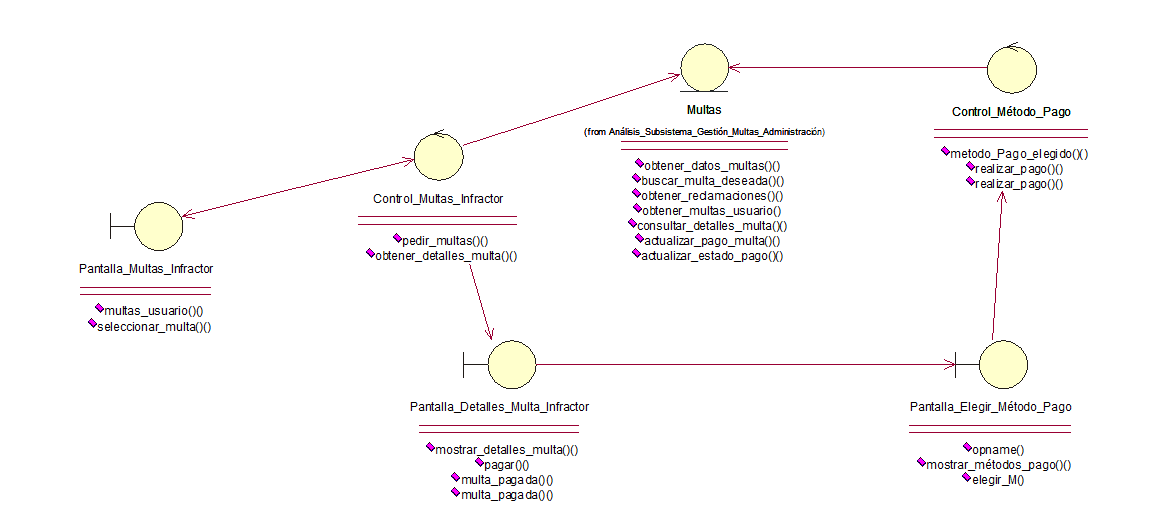 Multas
(from Análisis_Subsistema_Gestión_Multas_Administración)
obtener_datos_multas()()
buscar_multa_deseada()()
obtener_reclamaciones()()
obtener_multas_usuario()
consultar_detalles_multa()()
actualizar_pago_multa()()
actualizar_estado_pago()()
Control_Método_Pago
metodo_Pago_elegido()()
realizar_pago()()
realizar_pago()()
Control_Multas_Infractor
pedir_multas()()
obtener_detalles_multa()()
Pantalla_Multas_Infractor
multas_usuario()()
seleccionar_multa()()
Pantalla_Detalles_Multa_Infractor
mostrar_detalles_multa()()
pagar()()
multa_pagada()()
multa_pagada()()
Pantalla_Elegir_Método_Pago
opname()
mostrar_métodos_pago()()
elegir_M()